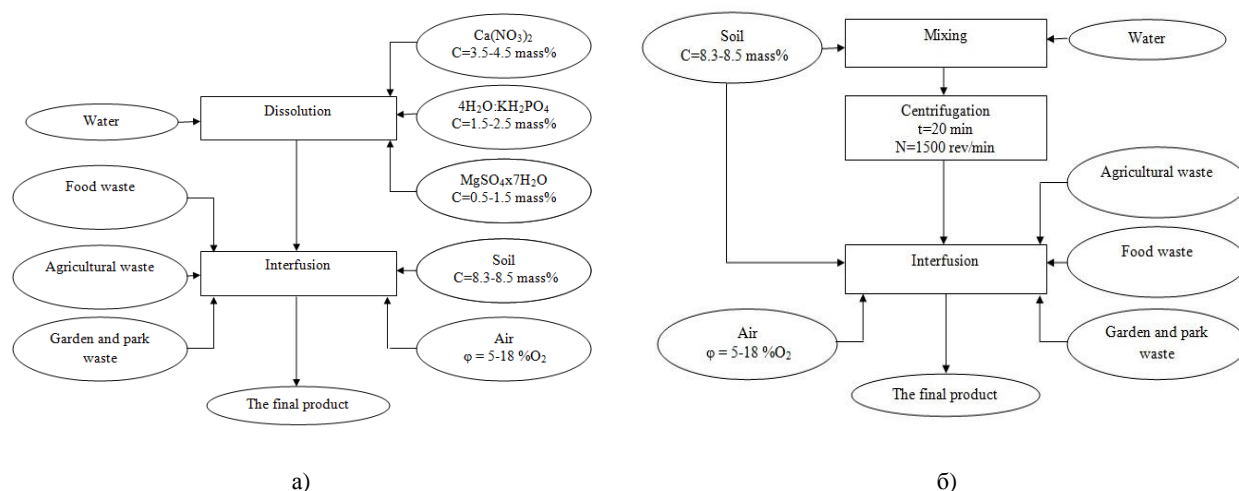 Ca(NO₃)₂
C=3.5-4.5 mass%
Dissolution
4H₂O:KH₂PO₄
C=1.5-2.5 mass%
Water
MgSO₄x7H₂O
C=0.5-1.5 mass%
Food waste
Agricultural waste
Interfusion
Soil
C=8.3-8.5 mass%
Garden and park
waste
Air
φ = 5-18 %O₂
The final product
а)
Soil
C=8.3-8.5 mass%
Mixing
Water
Centrifugation
t=20 min
N=1500 rev/min
Agricultural waste
Interfusion
Food waste
Air
φ = 5-18 %O₂
Garden and park
waste
The final product
б)